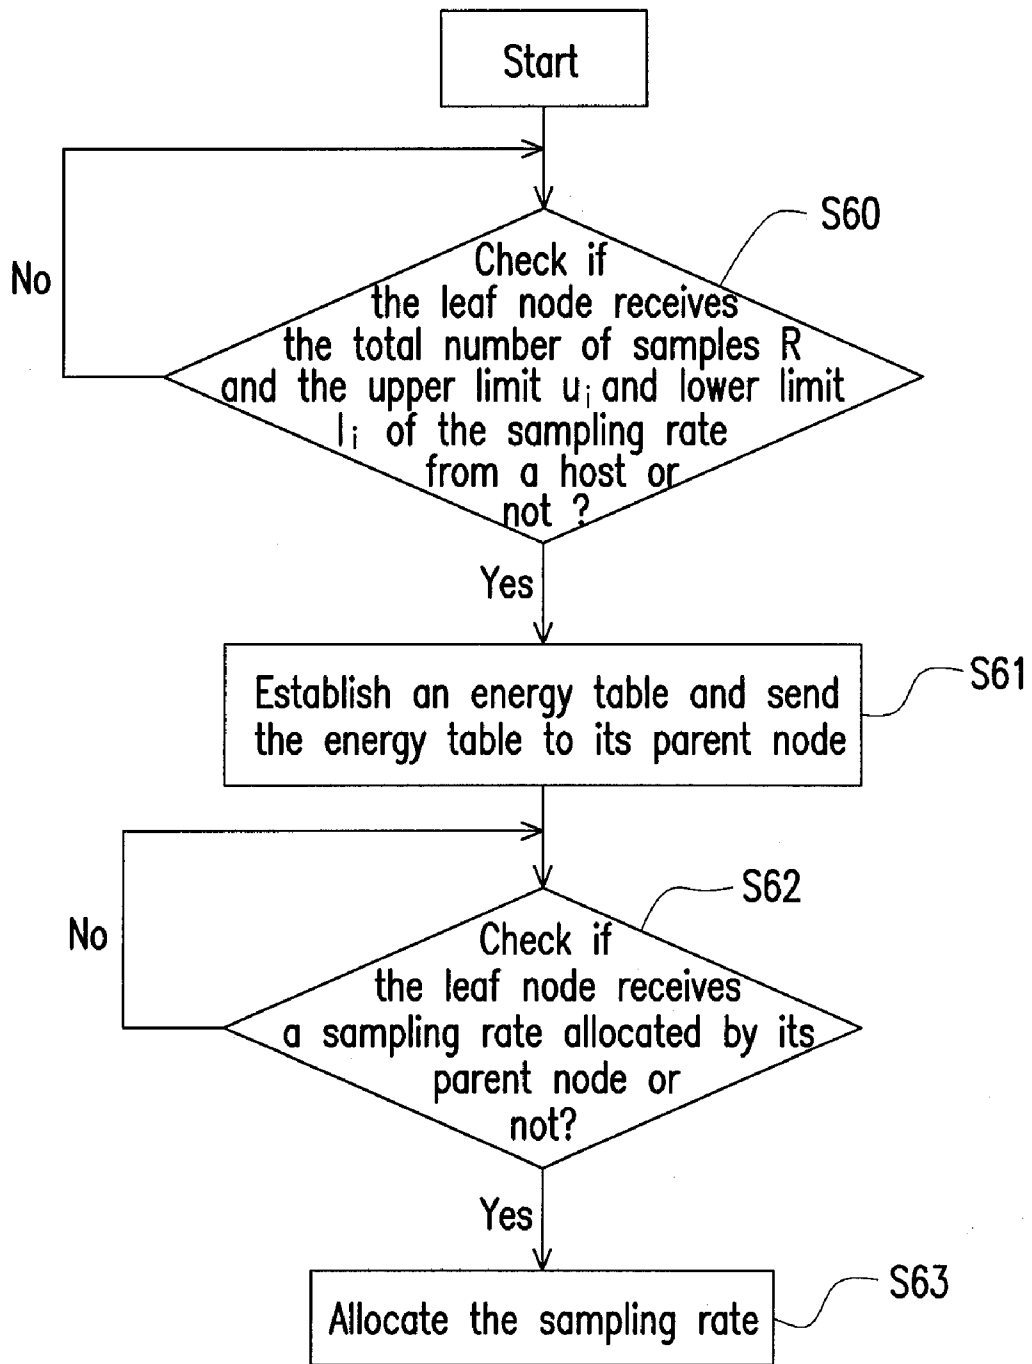 Start
S60
No
Check if
the leaf node receives
the total number of samples R
and the upper limit ui and lower limit
li of the sampling rate
from a host or
not ?
Yes
S61
Establish an energy table and send
the energy table to its parent node
S62
No
Check if
the leaf node receives
a sampling rate allocated by its
parent node or
not?
Yes
S63
Allocate the sampling rate